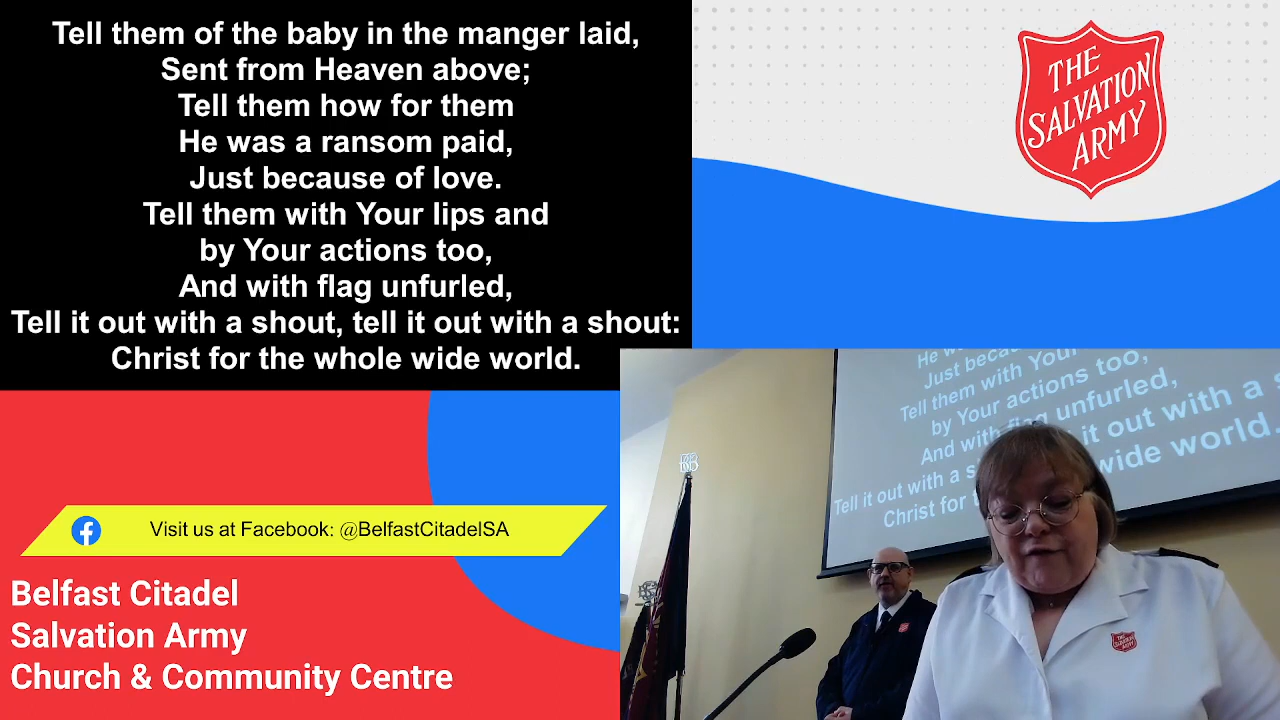 Tell them of the baby in the manger laid,
Sent from Heaven above;
Tell them how for them
He was a ransom paid,
Just because of love.
Tell them with Your lips and
by Your actions too,
And with flag unfurled,
Tell it out with a shout, tell it out with a shout:
Christ for the whole wide world.
THE
SALVATION
ARMY
Visit us at Facebook: @BelfastCitadelSA
Belfast Citadel
Salvation Army
Church & Community Centre
He
Just
Tell them with Your
by Your actions too,
And with flag unfurled,
Tell it out with a it out with a
Christ for wide world.
THE
SALVATION
ARMY